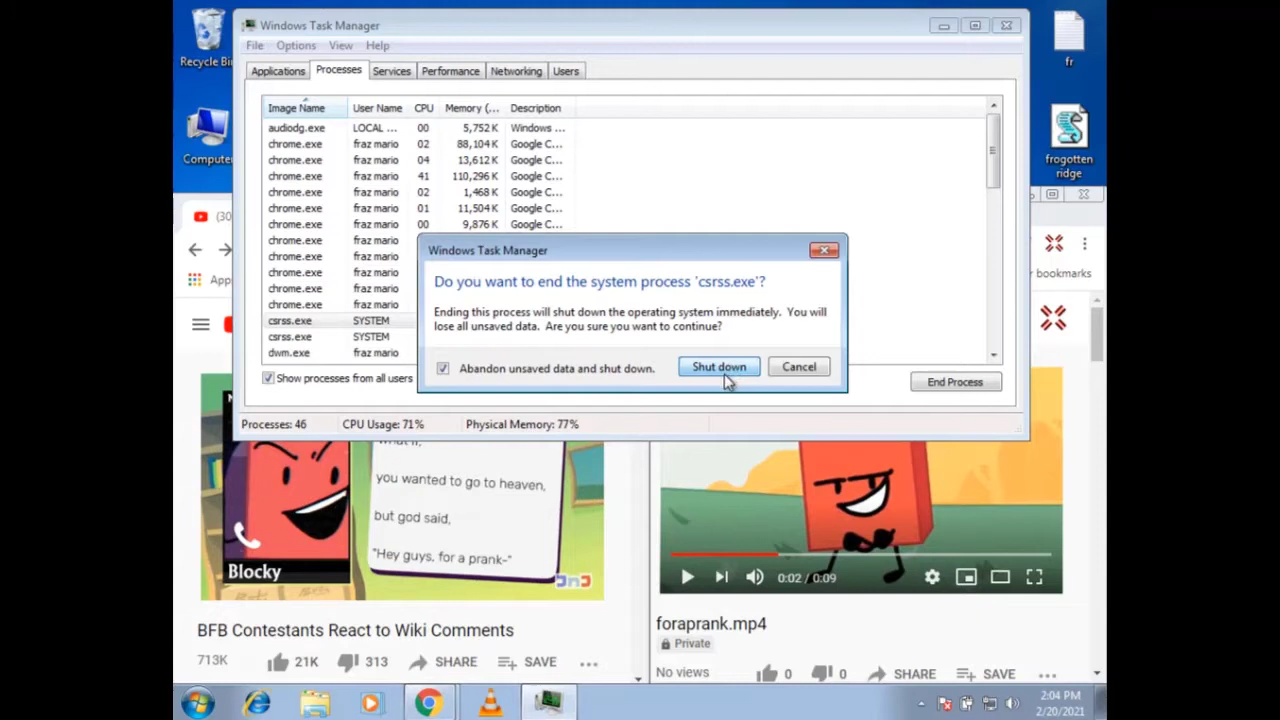 Windows Task Manager
Recycle Bin
Computer
fr
frogotten
ridge
File Options View Help
Applications Processes Services Performance Networking Users
Image Name User Name CPU Memory (... Description
audiodg.exe LOCAL ... 00 5,752 K Windows ...
chrome.exe fraz mario 02 88,104 K Google C...
chrome.exe fraz mario 04 13,612 K Google C...
chrome.exe fraz mario 41 110,296 K Google C...
chrome.exe fraz mario 02 1,468 K Google C...
chrome.exe fraz mario 01 11,504 K Google C...
chrome.exe fraz mario 00 9,876 K Google C...
chrome.exe fraz mario
chrome.exe fraz mario
chrome.exe fraz mario
chrome.exe fraz mario
chrome.exe fraz mario
csrss.exe SYSTEM
csrss.exe SYSTEM
dwm.exe fraz mario
Windows Task Manager
Do you want to end the system process 'csrss.exe'?
Ending this process will shut down the operating system immediately. You will
lose all unsaved data. Are you sure you want to continue?
Abandon unsaved data and shut down. Shut down Cancel
Show processes from all users End Process
Processes: 46 CPU Usage: 71% Physical Memory: 77%
(30
App
bookmarks
what if,
you wanted to go to heaven,
but god said,
"Hey guys, for a prank-"
Blocky
jnj
BFB Contestants React to Wiki Comments
713K 21K 313 SHARE SAVE
0:02 / 0:09
foraprank.mp4
Private
No views 0 0 SHARE SAVE
2:04 PM
2/20/2021